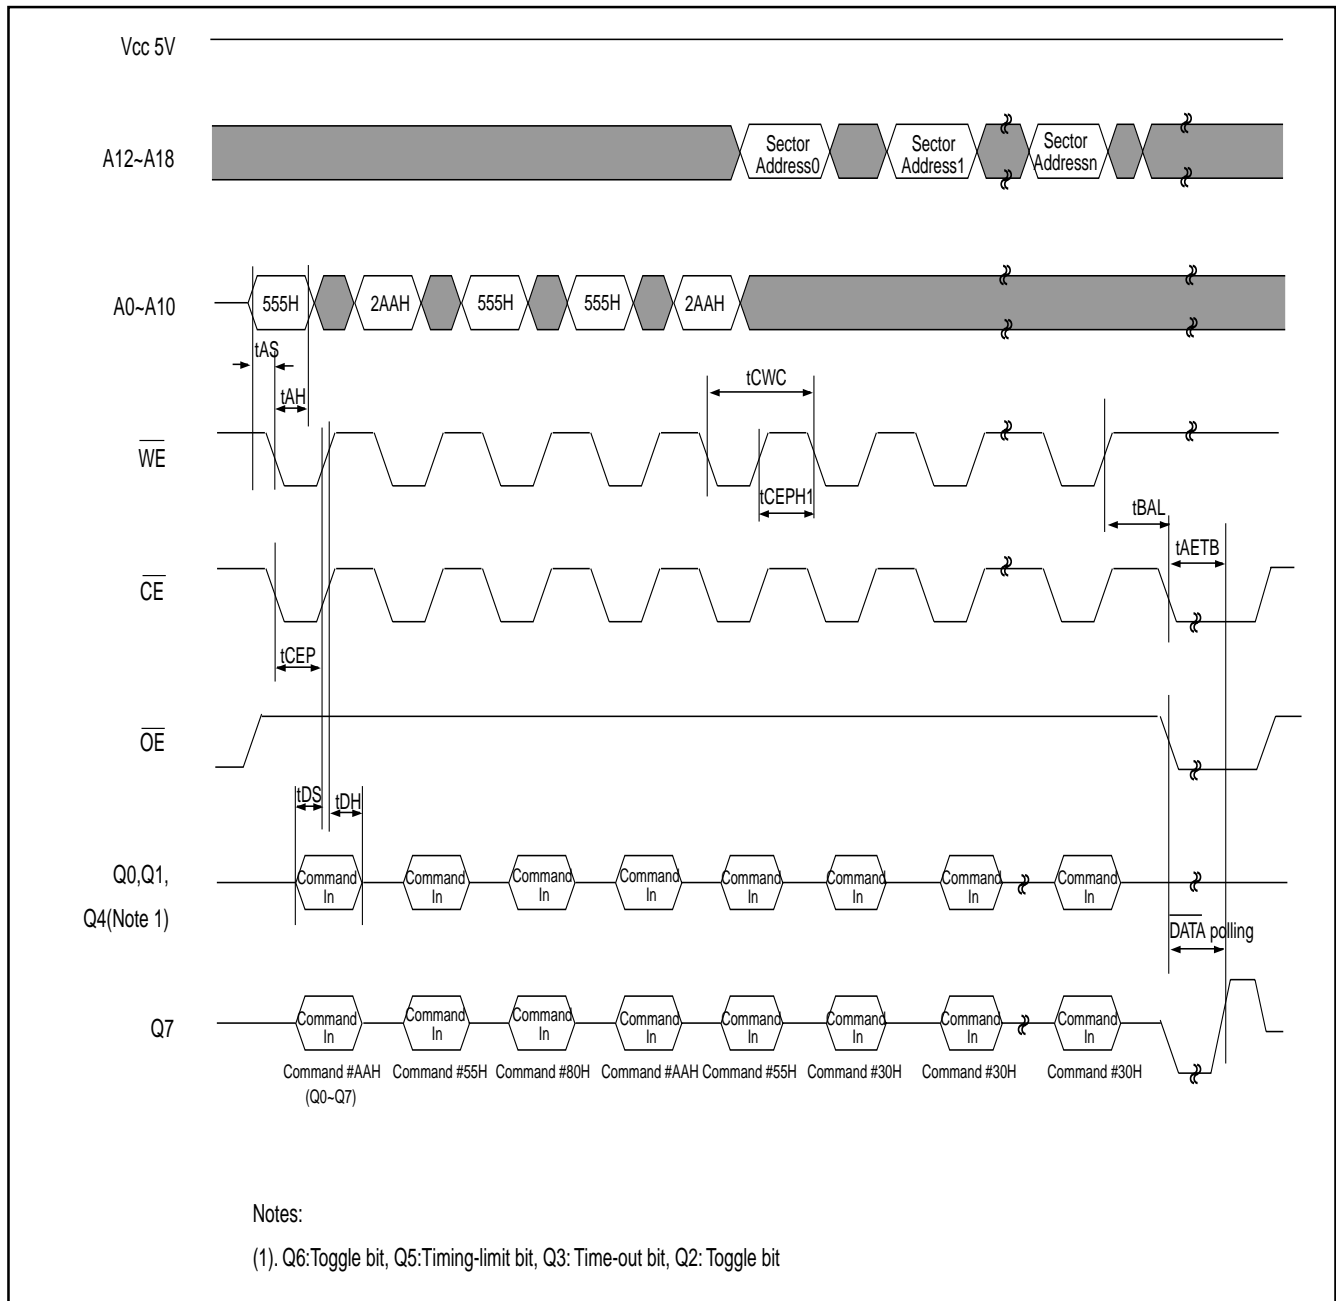 Vcc 5V
A12~A18
Sector Address0
Sector Address1
Sector Addressn
A0~A10
555H
2AAH
555H
555H
2AAH
tAS
tAH
tCWC
WE
tCEPH1
tBAL
tAETB
CE
tCEP
OE
tDS
tDH
Q0,Q1,
Q4(Note 1)
Command In
Command In
Command In
Command In
Command In
Command In
Command In
Command In
DATA polling
Q7
Command In
Command In
Command In
Command In
Command In
Command In
Command In
Command In
Command #AAH
Command #55H
Command #80H
Command #AAH
Command #55H
Command #30H
Command #30H
Command #30H
(Q0~Q7)
Notes:
(1). Q6:Toggle bit, Q5:Timing-limit bit, Q3: Time-out bit, Q2: Toggle bit